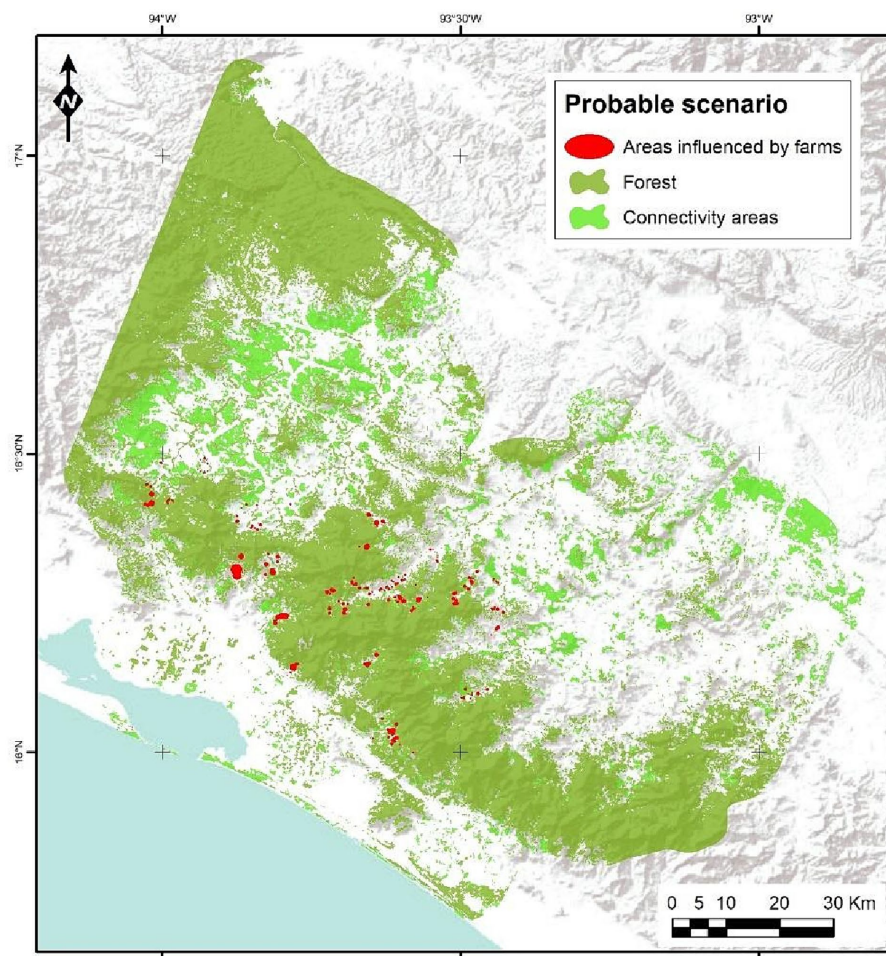 94°W
93°30'W
93°W
N
Probable scenario
Areas influenced by farms
Forest
Connectivity areas
17°N
16°30'N
16°N
0 5 10 20 30 Km